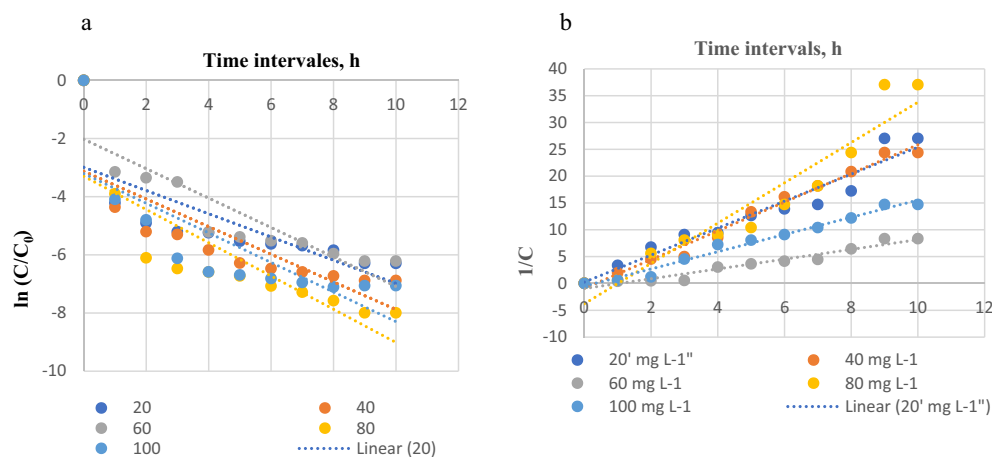 a
Time intervales, h
0
0 2 4 6 8 10 12
-2
-4
-6
-8
-10
ln (C/C0)
20 40
60 80
100 Linear (20)
b
Time intervals, h
40
35
30
25
20
15
10
5
0
-5
-10
0 2 4 6 8 10 12
1/C
20' mg L-1" 40 mg L-1
60 mg L-1 80 mg L-1
100 mg L-1 Linear (20' mg L-1")